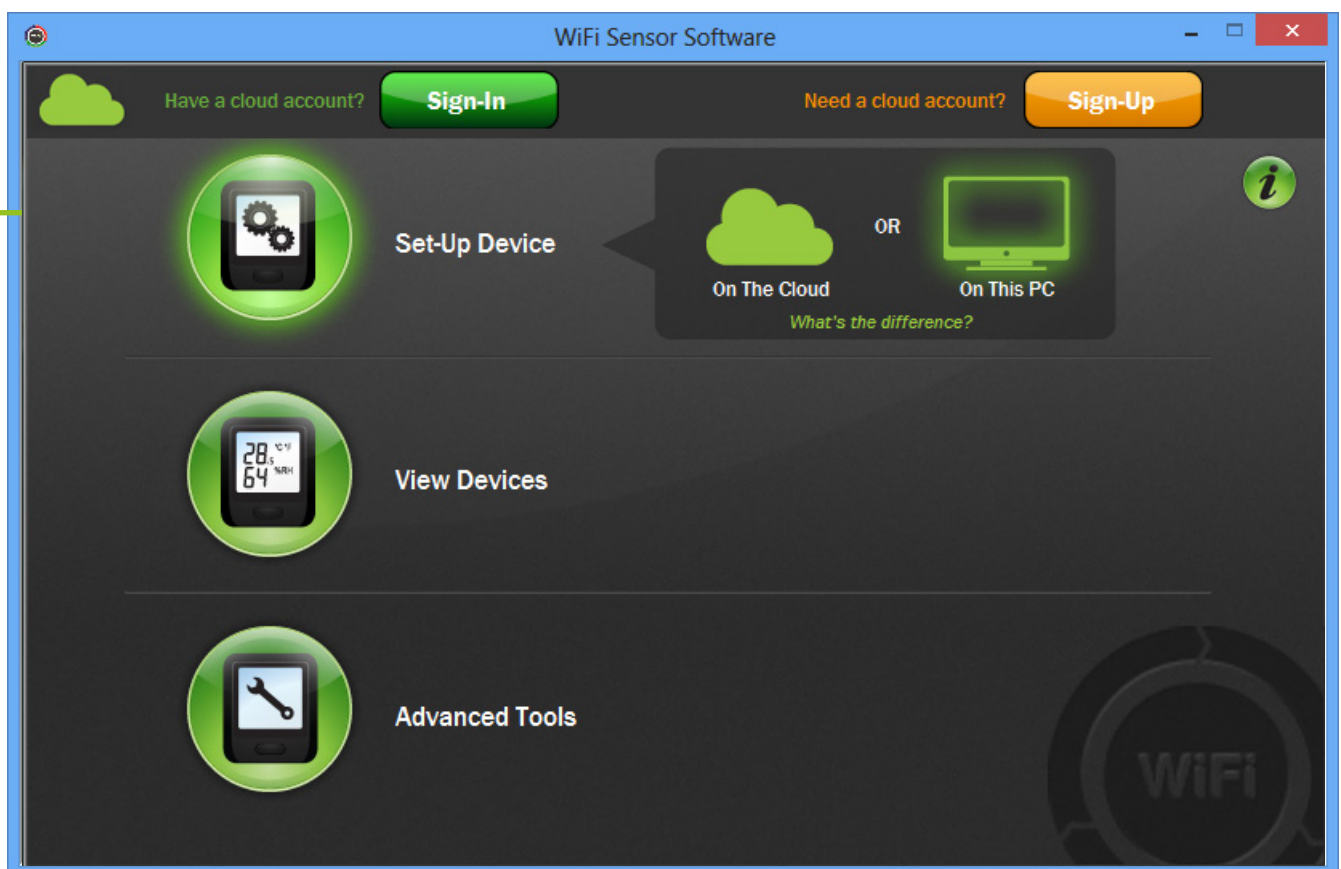 WiFi Sensor Software
Have a cloud account?
Sign-In
Need a cloud account?
Sign-Up
i
Set-Up Device
OR
On The Cloud
On This PC
What's the difference?
28.5 °C°F
64 %RH
View Devices
Advanced Tools
WiFi